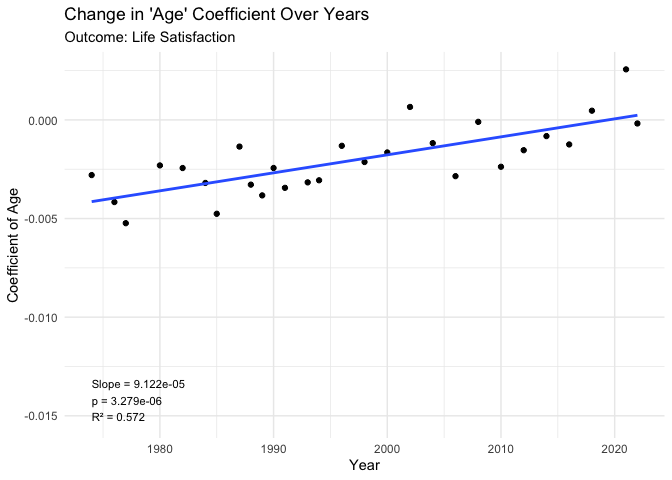 Change in 'Age' Coefficient Over Years
Outcome: Life Satisfaction
Coefficient of Age
0.000
-0.005
-0.010
-0.015
Slope = 9.122e-05
p = 3.279e-06
R² = 0.572
1980
1990
2000
2010
2020
Year